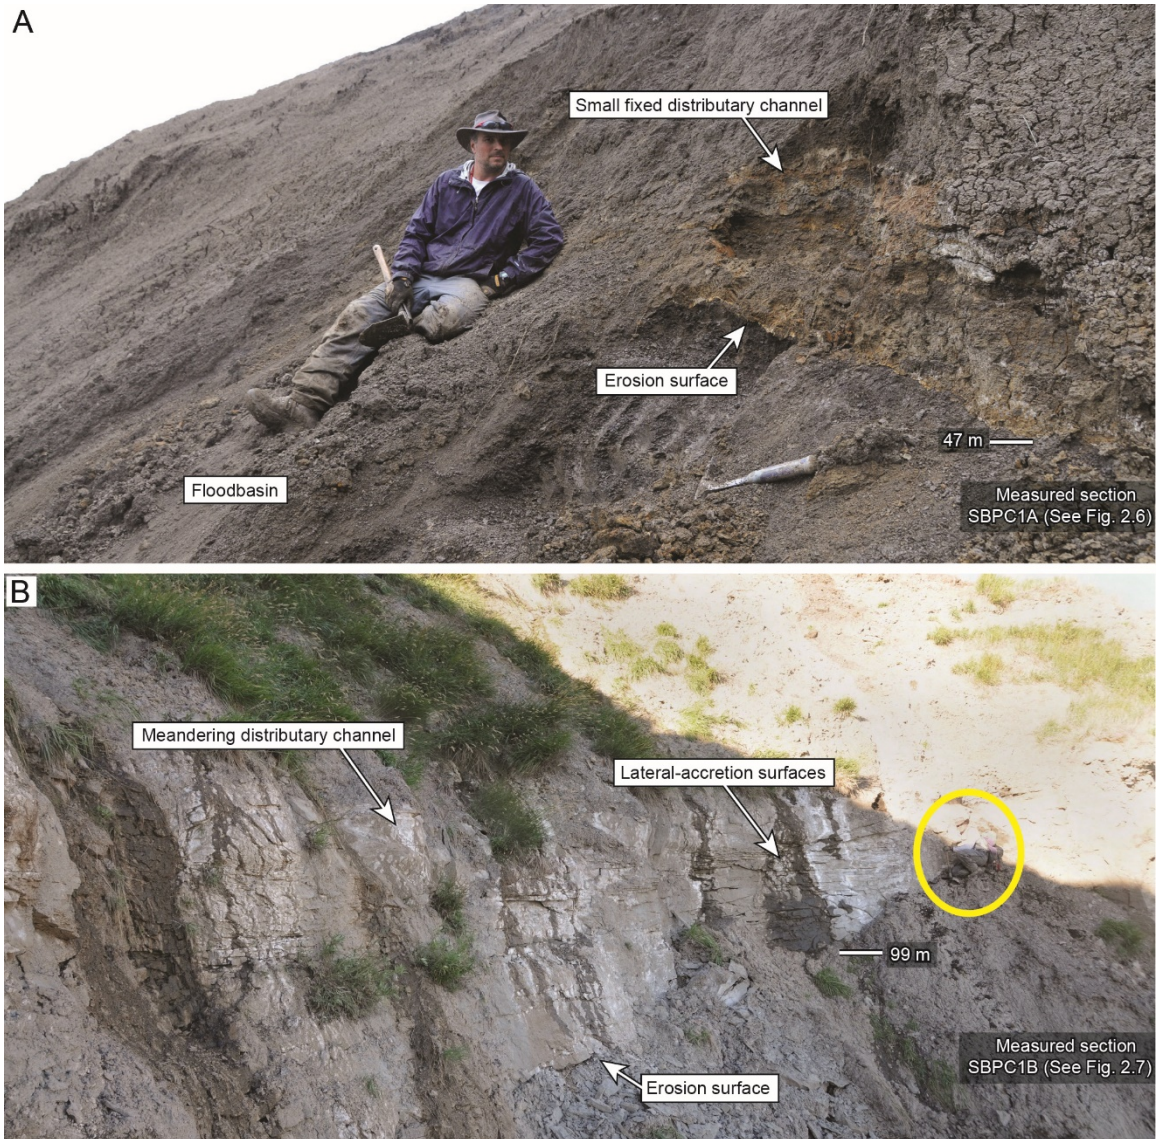 A
Small fixed distributary channel
Erosion surface
47 m
Floodbasin
Measured section
SBPC1A (See Fig. 2.6)
B
Meandering distributary channel
Lateral-accretion surfaces
99 m
Measured section
SBPC1B (See Fig. 2.7)
Erosion surface